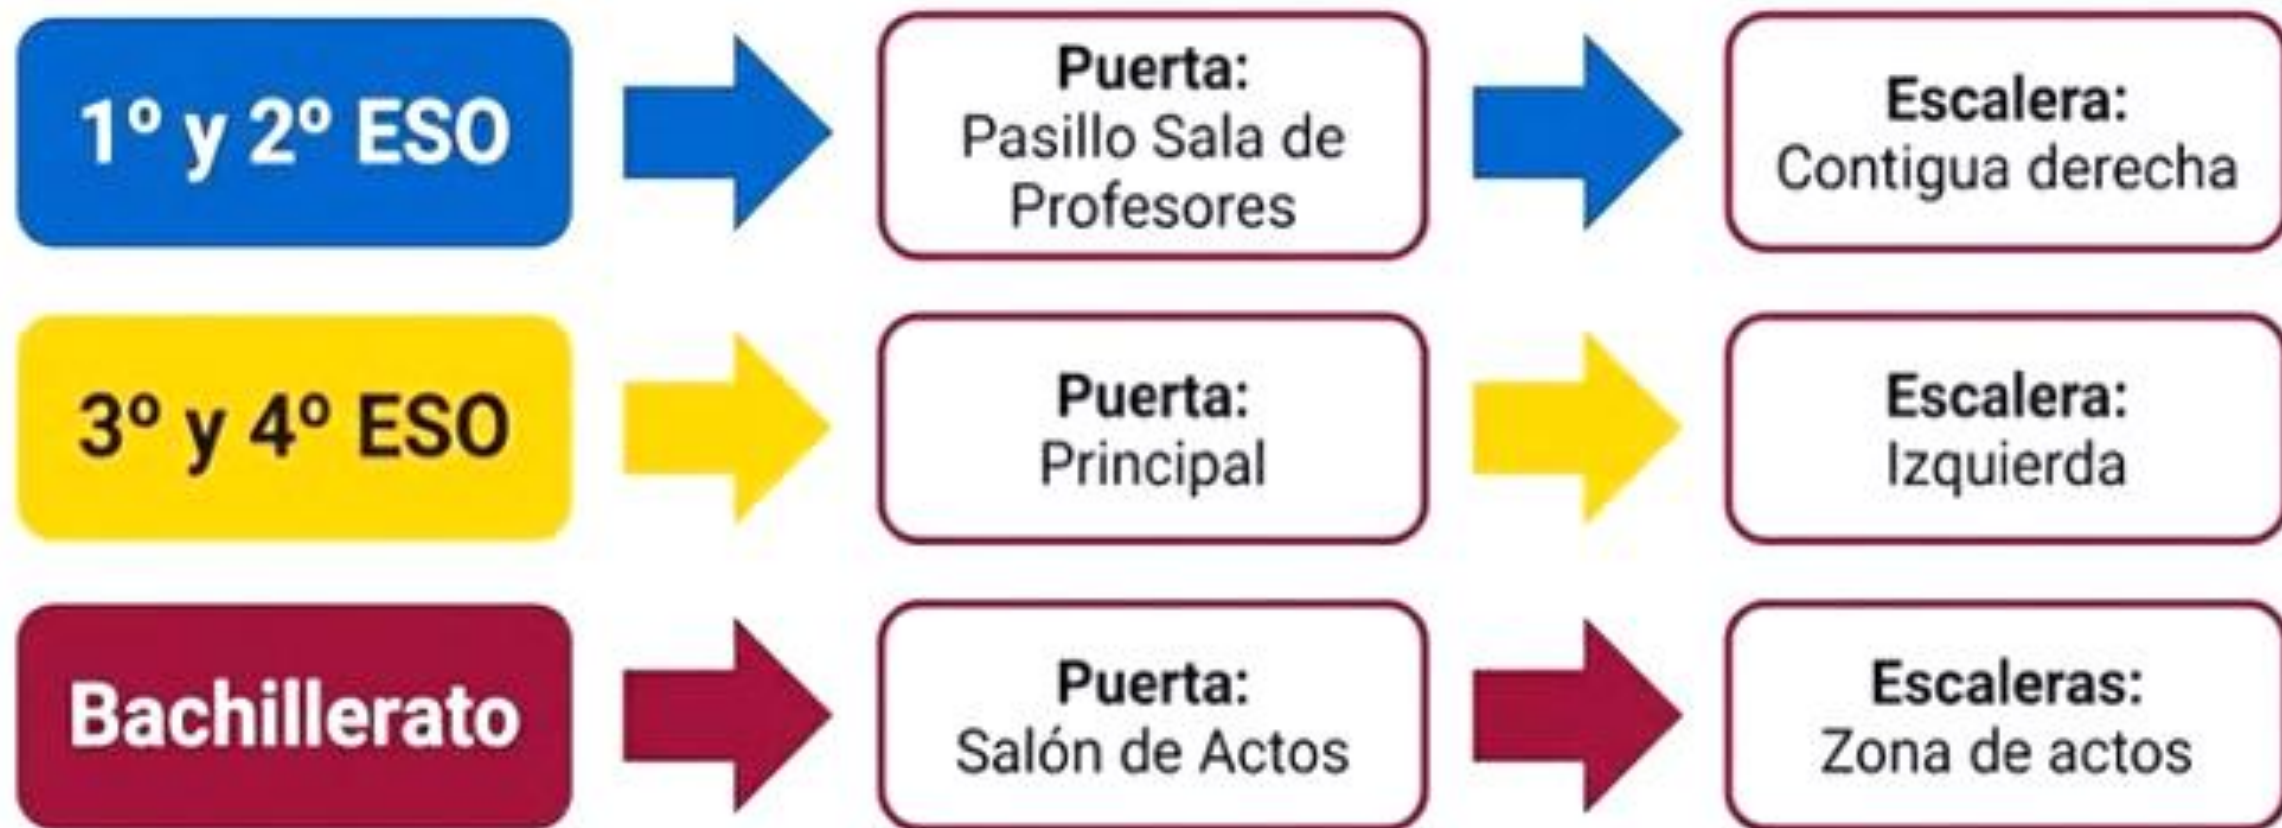 1º y 2º ESO
Puerta:
Pasillo Sala de
Profesores
Escalera:
Contigua derecha
3º y 4º ESO
Puerta:
Principal
Escalera:
Izquierda
Bachillerato
Puerta:
Salón de Actos
Escaleras:
Zona de actos